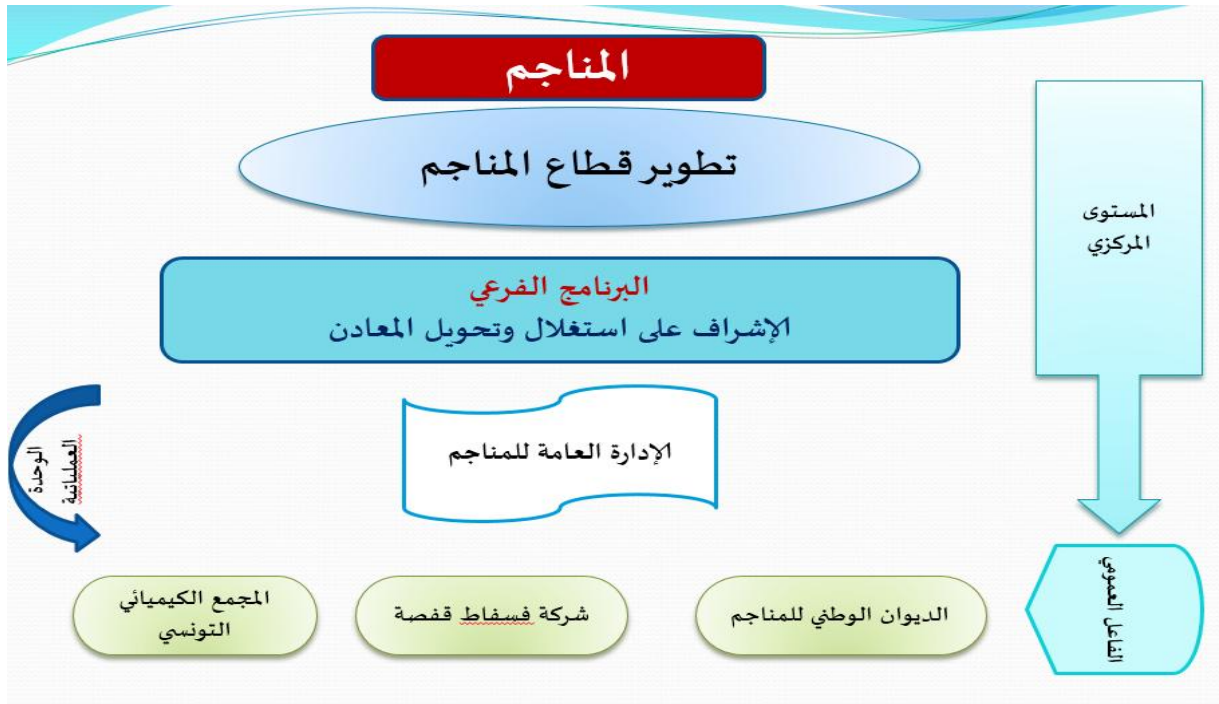 المناجم
تطوير قطاع المناجم
المستوى
المركزي
البرنامج الفرعي
الإشراف على استغلال وتحويل المعادن
الإدارة العامة للمناجم
الوحدة
العملياتية
الفاعل العمومي
الديوان الوطني للمناجم
شركة فسفاط قفصة
المجمع الكيميائي
التونسي